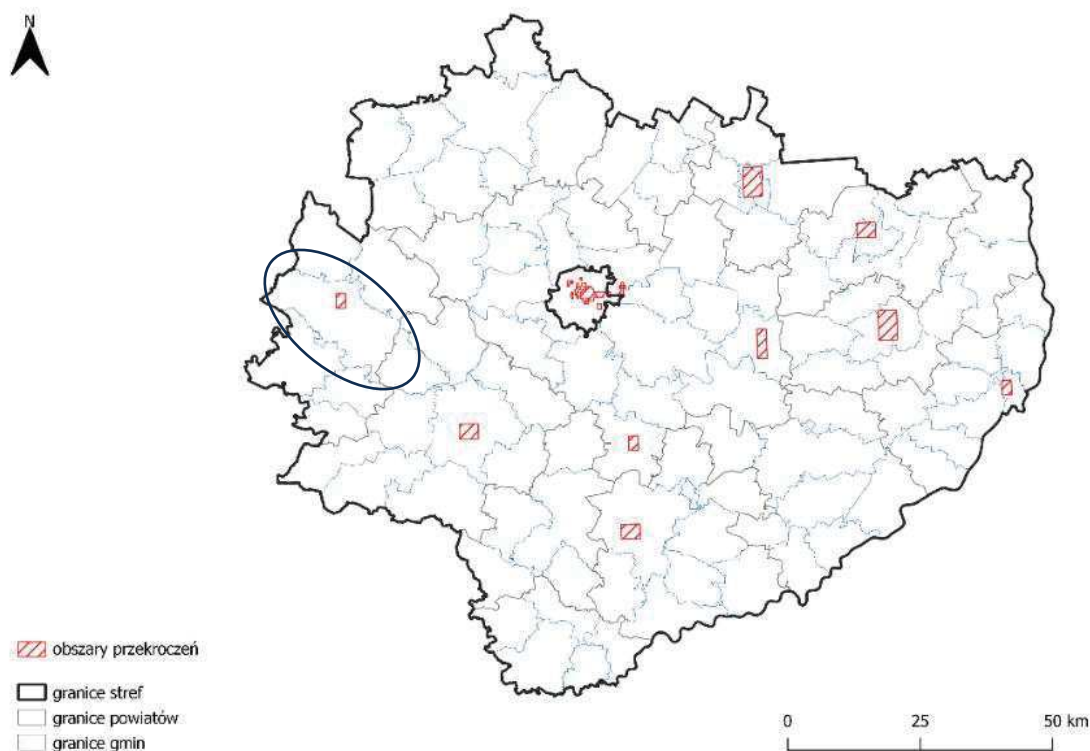 N
obszary przekroczeń
granice stref
granice powiatów
granice gmin
0 25 50 km